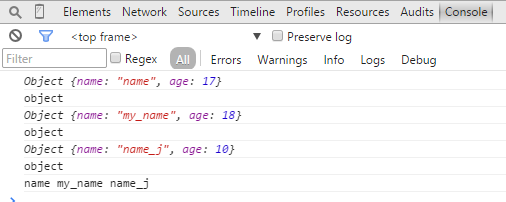 Elements Network Sources Timeline Profiles Resources Audits Console
<top frame> ▼ Preserve log
Filter Regex All Errors Warnings Info Logs Debug
Object {name: "name", age: 17}
object
Object {name: "my_name", age: 18}
object
Object {name: "name_j", age: 10}
object
name my_name name_j